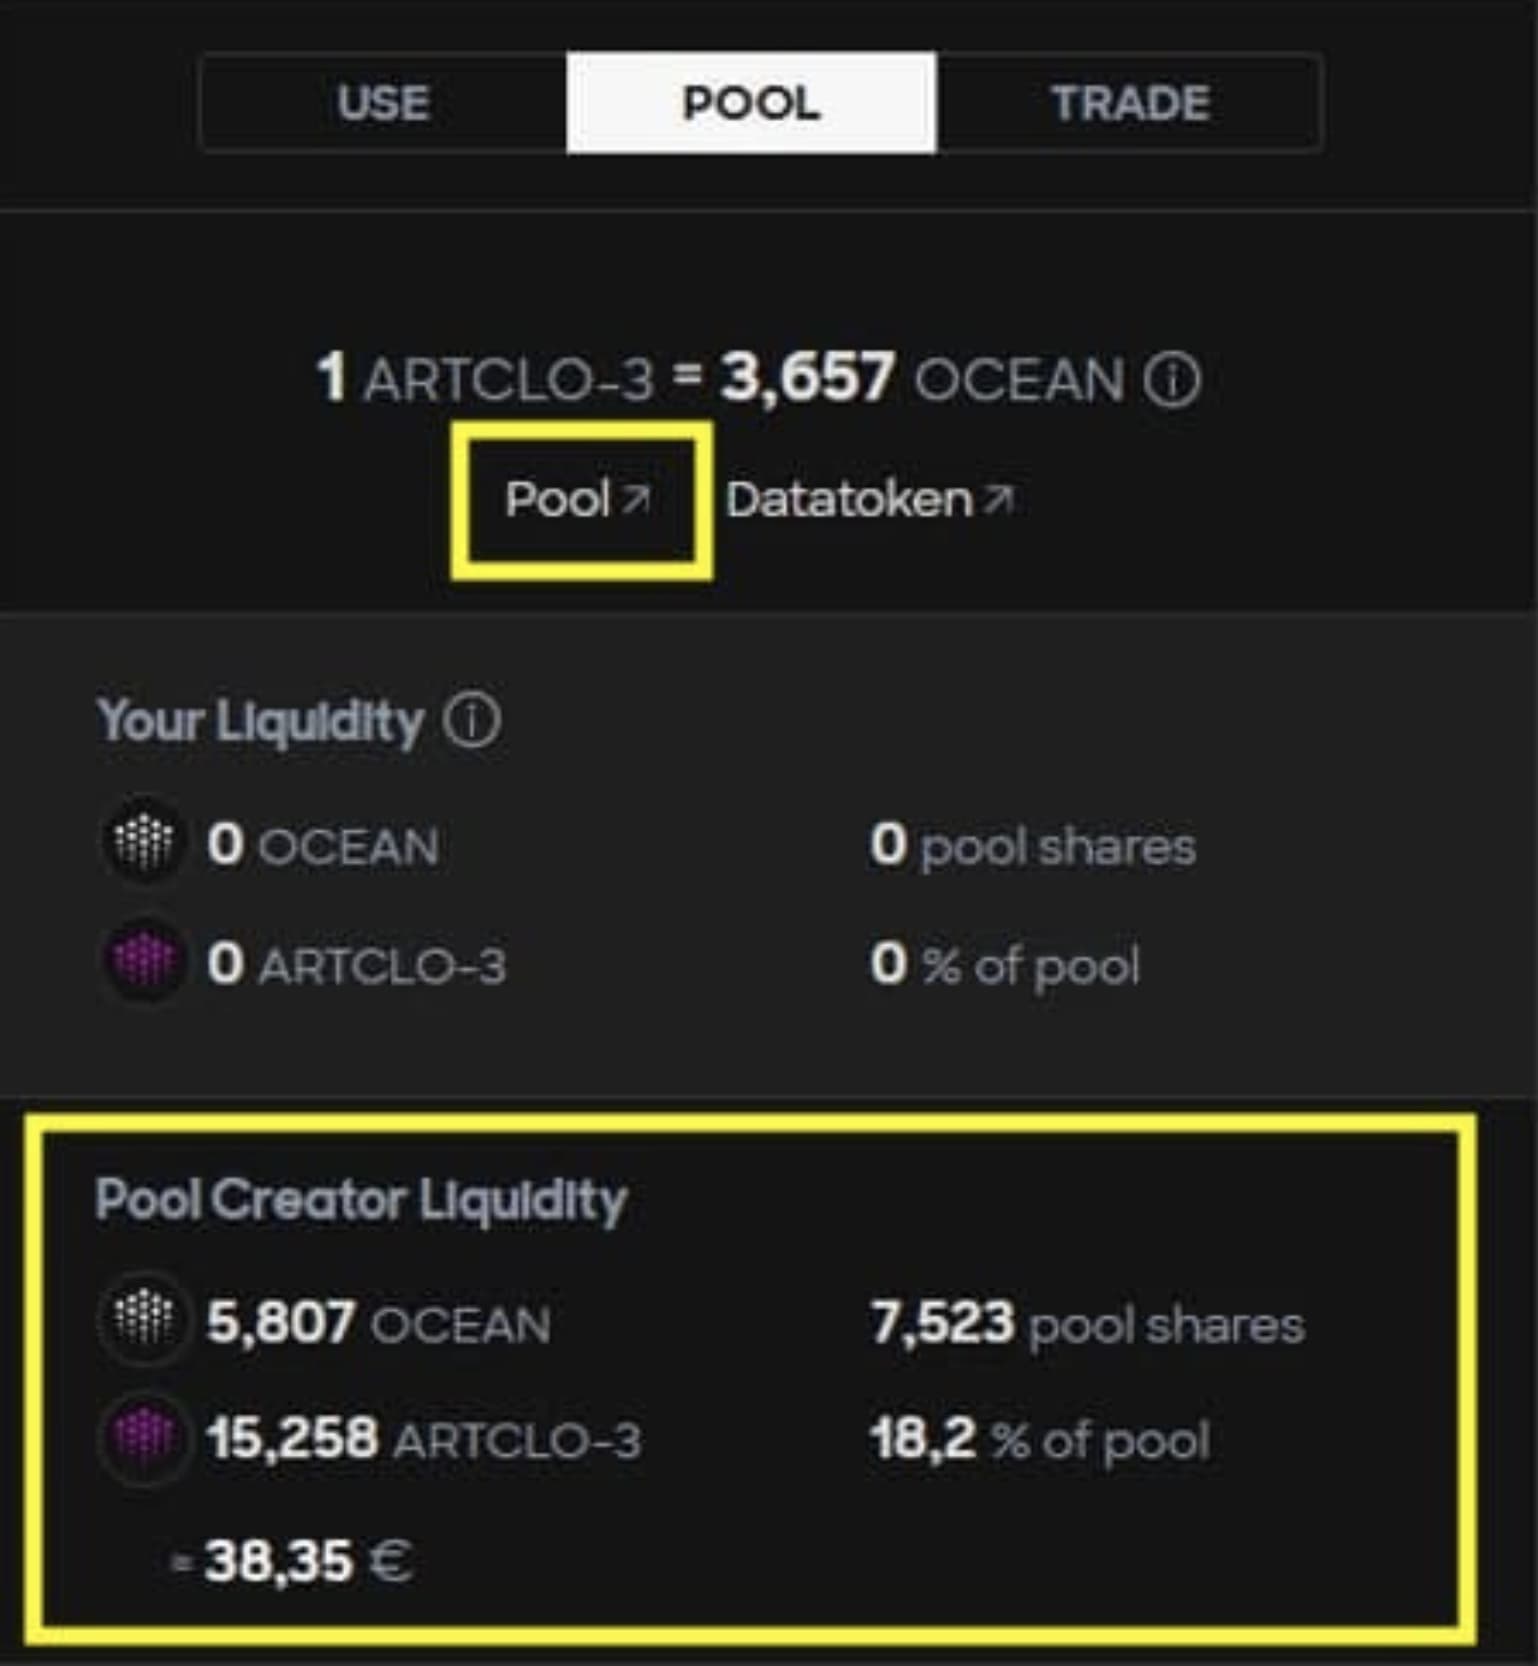 USE POOL TRADE
1 ARTCLO-3 = 3,657 OCEAN
Pool Datatoken
Your Liquidity
0 OCEAN 0 pool shares
0 ARTCLO-3 0 % of pool
Pool Creator Liquidity
5,807 OCEAN 7,523 pool shares
15,258 ARTCLO-3 18,2 % of pool
≈ 38,35 €